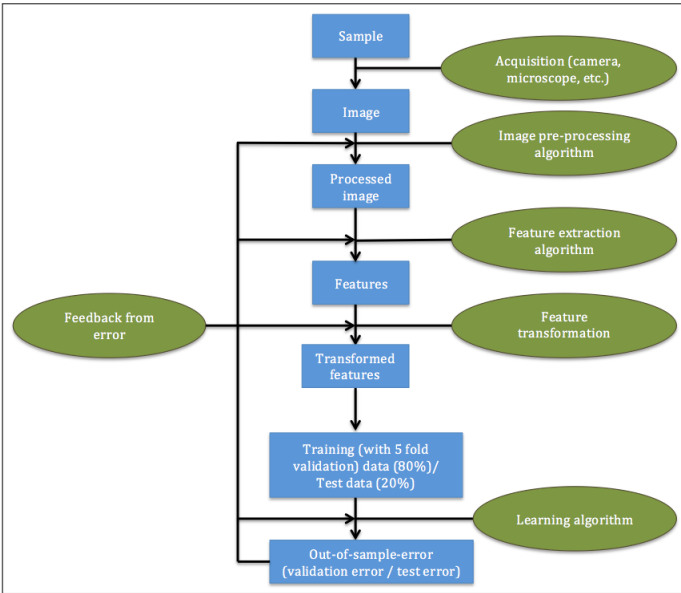 Sample
Acquisition (camera,
microscope, etc.)
Image
Image pre-processing
algorithm
Processed
image
Feature extraction
algorithm
Features
Feedback from
error
Feature
transformation
Transformed
features
Training (with 5 fold
validation) data (80%)/
Test data (20%)
Learning algorithm
Out-of-sample-error
(validation error / test error)